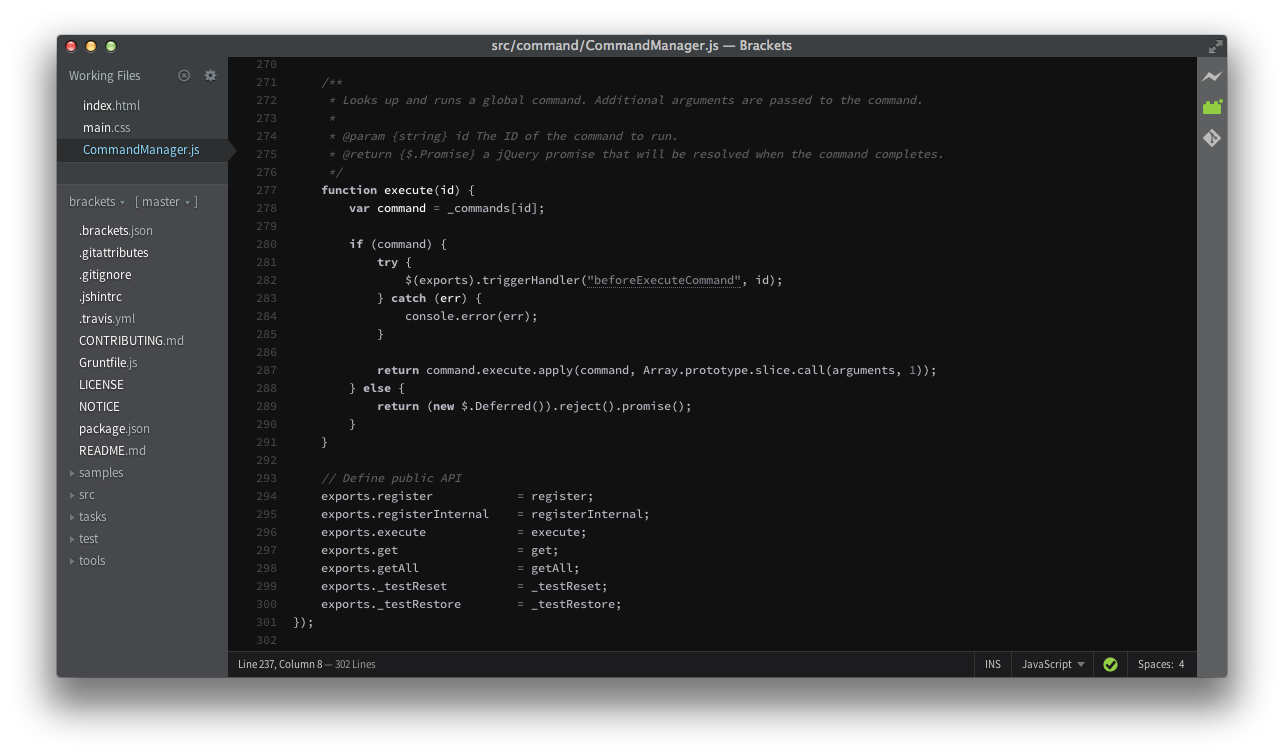 src/command/CommandManager.js — Brackets
Working Files
index.html
main.css
CommandManager.js
brackets [ master ]
.brackets.json
.gitattributes
.gitignore
.jshintrc
.travis.yml
CONTRIBUTING.md
Gruntfile.js
LICENSE
NOTICE
package.json
README.md
samples
src
tasks
test
tools
270
271     /**
272      * Looks up and runs a global command. Additional arguments are passed to the command.
273      *
274      * @param {string} id The ID of the command to run.
275      * @return {$.Promise} a jQuery promise that will be resolved when the command completes.
276      */
277     function execute(id) {
278         var command = _commands[id];
279
280         if (command) {
281             try {
282                 $(exports).triggerHandler("beforeExecuteCommand", id);
283             } catch (err) {
284                 console.error(err);
285             }
286
287             return command.execute.apply(command, Array.prototype.slice.call(arguments, 1));
288         } else {
289             return (new $.Deferred()).reject().promise();
290         }
291     }
292
293     // Define public API
294     exports.register            = register;
295     exports.registerInternal    = registerInternal;
296     exports.execute             = execute;
297     exports.get                 = get;
298     exports.getAll              = getAll;
299     exports._testReset          = _testReset;
300     exports._testRestore        = _testRestore;
301 });
302
Line 237, Column 8 — 302 Lines
INS
JavaScript
Spaces: 4